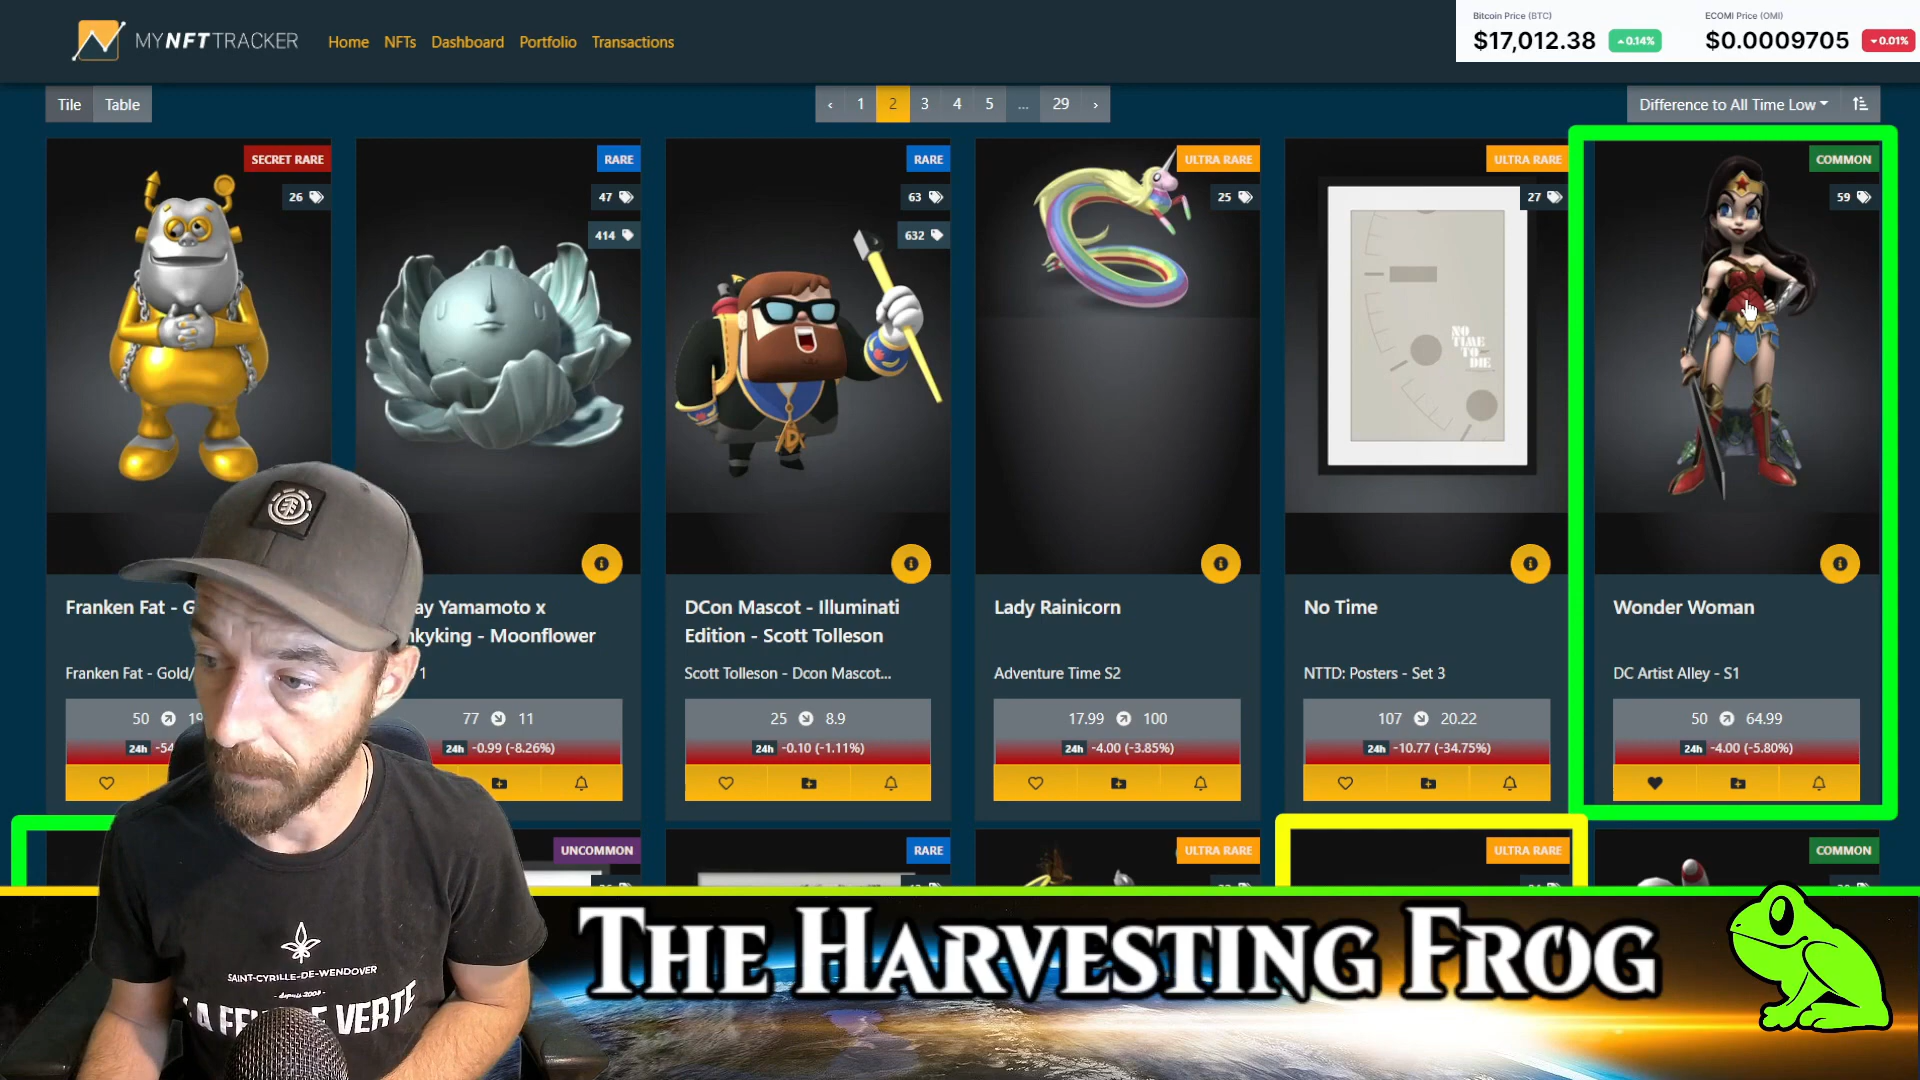 MYNFTTRACKER
Home NFTs Dashboard Portfolio Transactions
Bitcoin Price (BTC)
$17,012.38 0.14%
ECOMI Price (OMI)
$0.0009705 -0.01%
Tile Table
‹ 1 2 3 4 5 ... 29 ›
Difference to All Time Low
SECRET RARE
26
Franken Fat - G
Franken Fat - Gold/
50
24h
RARE
47
414
ay Yamamoto x
nkyking - Moonflower
1
77 11
24h -0.99 (-8.26%)
RARE
63
632
DCon Mascot - Illuminati
Edition - Scott Tolleson
Scott Tolleson - Dcon Mascot...
25 8.9
24h -0.10 (-1.11%)
ULTRA RARE
25
Lady Rainicorn
Adventure Time S2
17.99 100
24h -4.00 (-3.85%)
ULTRA RARE
27
NO
TIME
TO
DIE
No Time
NTTD: Posters - Set 3
107 20.22
24h -10.77 (-34.75%)
COMMON
59
Wonder Woman
DC Artist Alley - S1
50 64.99
24h -4.00 (-5.80%)
UNCOMMON
RARE
ULTRA RARE
ULTRA RARE
COMMON
THE HARVESTING FROG
SAINT-CYRILLE-DE-WENDOVER
- depuis 2008 -
VERTE